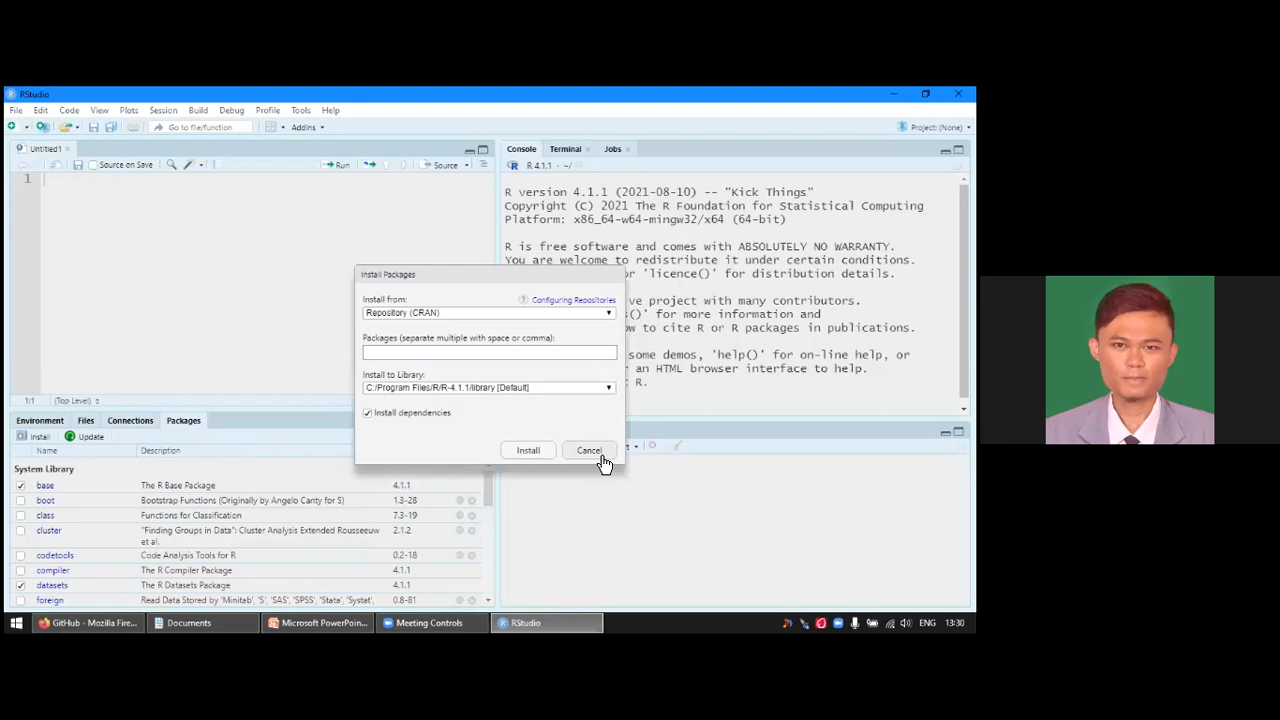 RStudio
File Edit Code View Plots Session Build Debug Profile Tools Help
Go to file/function Addins Project: (None)
Untitled1
Source on Save Run Source
1
1:1 (Top Level)
Console Terminal Jobs
R 4.1.1 · ~/
R version 4.1.1 (2021-08-10) -- "Kick Things"
Copyright (C) 2021 The R Foundation for Statistical Computing
Platform: x86_64-w64-mingw32/x64 (64-bit)
R is free software and comes with ABSOLUTELY NO WARRANTY.
You are welcome to redistribute it under certain conditions.
or 'licence()' for distribution details.
ve project with many contributors.
s()' for more information and
ow to cite R or R packages in publications.
some demos, 'help()' for on-line help, or
or an HTML browser interface to help.
t R.
Install Packages
Install from: ? Configuring Repositories
Repository (CRAN)
Packages (separate multiple with space or comma):
Install to Library:
C:/Program Files/R/R-4.1.1/library [Default]
Install dependencies
Install Cancel
Environment Files Connections Packages
Install Update
Name Description
System Library
base The R Base Package 4.1.1
boot Bootstrap Functions (Originally by Angelo Canty for S) 1.3-28
class Functions for Classification 7.3-19
cluster "Finding Groups in Data": Cluster Analysis Extended Rousseeuw et al. 2.1.2
codetools Code Analysis Tools for R 0.2-18
compiler The R Compiler Package 4.1.1
datasets The R Datasets Package 4.1.1
foreign Read Data Stored by 'Minitab', 'S', 'SAS', 'SPSS', 'Stata', 'Systat', 0.8-81
GitHub - Mozilla Fire... Documents Microsoft PowerPoin... Meeting Controls RStudio ENG 13:30